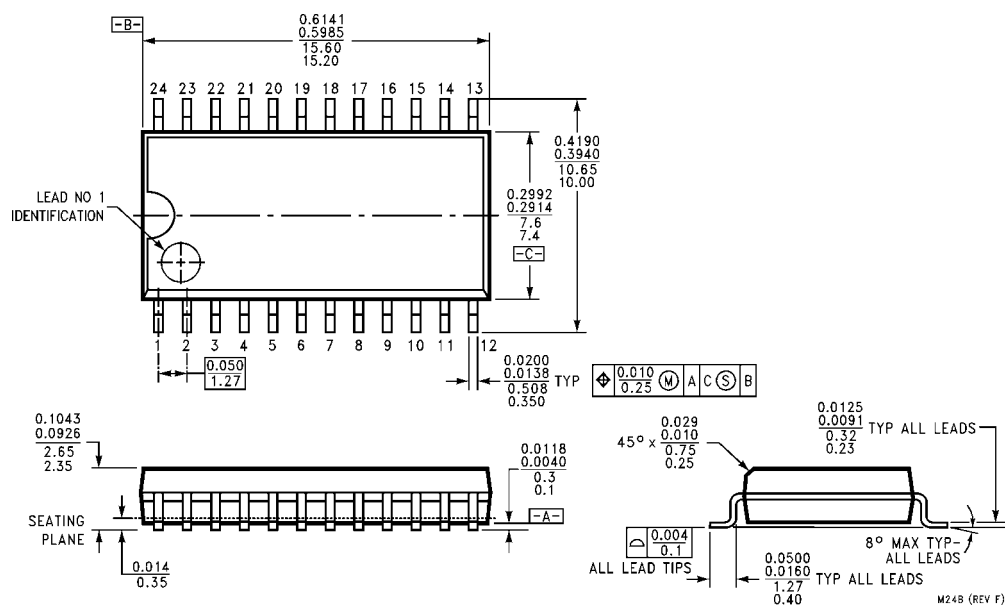 -B-
0.6141
0.5985
15.60
15.20
24 23 22 21 20 19 18 17 16 15 14 13
0.4190
0.3940
10.65
10.00
LEAD NO 1
IDENTIFICATION
0.2992
0.2914
7.6
7.4
-C-
1 2 3 4 5 6 7 8 9 10 11 12
0.050
1.27
0.0200
0.0138
0.508
0.350
TYP
0.010
0.25
M A C S B
0.1043
0.0926
2.65
2.35
0.0118
0.0040
0.3
0.1
-A-
SEATING
PLANE
0.014
0.35
45° x
0.029
0.010
0.75
0.25
0.0125
0.0091
0.32
0.23
TYP ALL LEADS
0.004
0.1
ALL LEAD TIPS
0.0500
0.0160
1.27
0.40
TYP ALL LEADS
8° MAX TYP-
ALL LEADS
M24B (REV F)